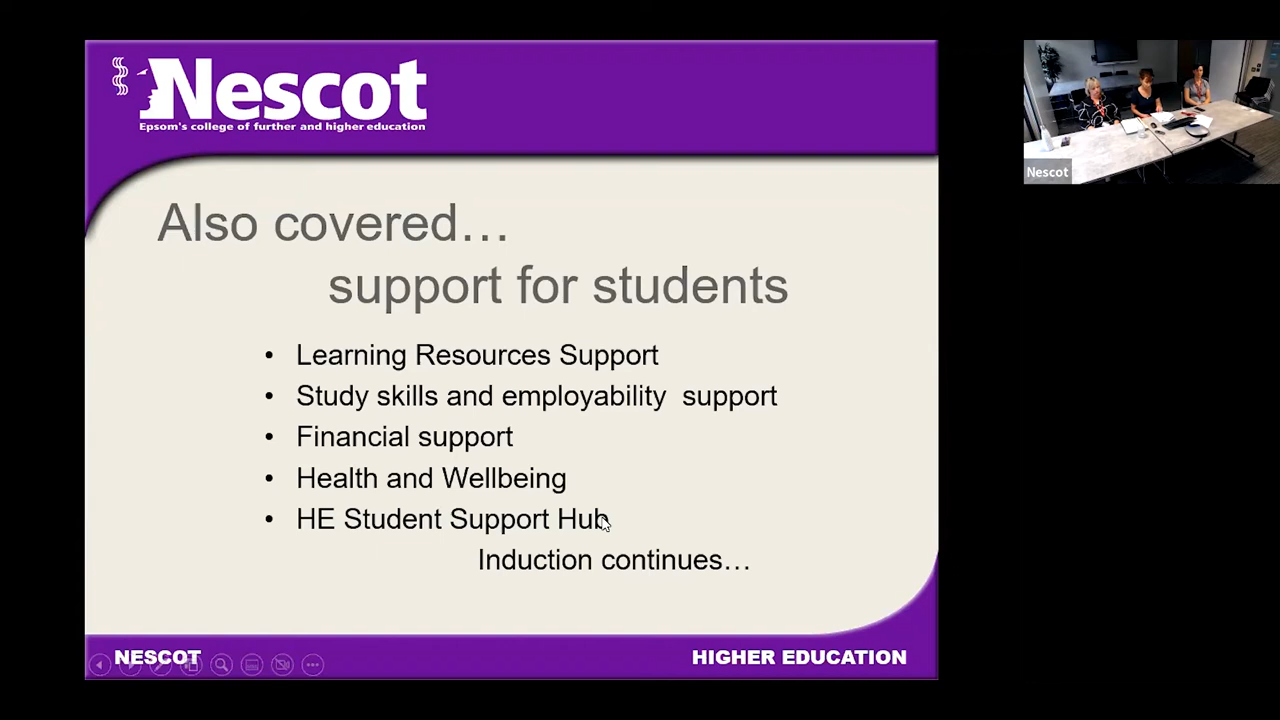 Nescot
Epsom's college of further and higher education
Also covered…
support for students
• Learning Resources Support
• Study skills and employability  support
• Financial support
• Health and Wellbeing
• HE Student Support Hub
Induction continues…
NESCOT
HIGHER EDUCATION
Nescot